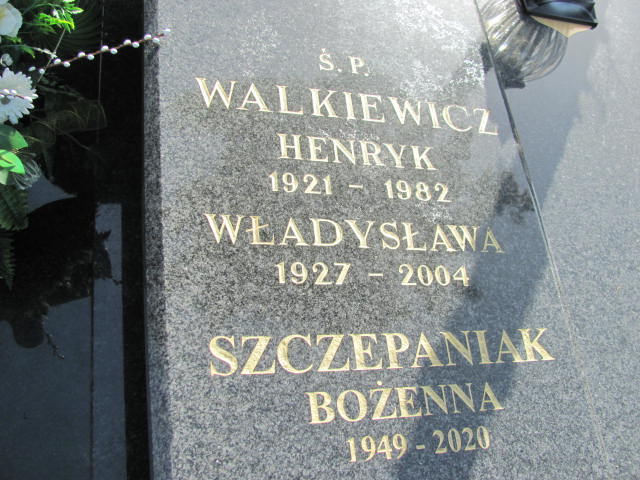 Ś. P.
WALKIEWICZ
HENRYK
1921 - 1982
WŁADYSŁAWA
1927 - 2004
SZCZEPANIAK
BOŻENNA
1949 - 2020